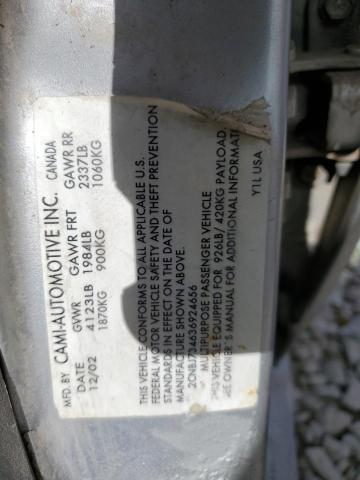 MFD. BY CAMI-AUTOMOTIVE INC. CANADA
DATE GVWR GAWR FRT GAWR RR
12/02 4123LB 1984LB 2337LB
1870KG 900KG 1060KG
THIS VEHICLE CONFORMS TO ALL APPLICABLE U.S.
FEDERAL MOTOR VEHICLE SAFETY AND THEFT PREVENTION
STANDARDS IN EFFECT ON THE DATE OF
MANUFACTURE SHOWN ABOVE.
2CNBJ734636924656
MULTIPURPOSE PASSENGER VEHICLE
THIS VEHICLE EQUIPPED FOR 926LB/ 420KG PAYLOAD.
OWNER'S MANUAL FOR ADDITIONAL INFORMAT
Y1L USA